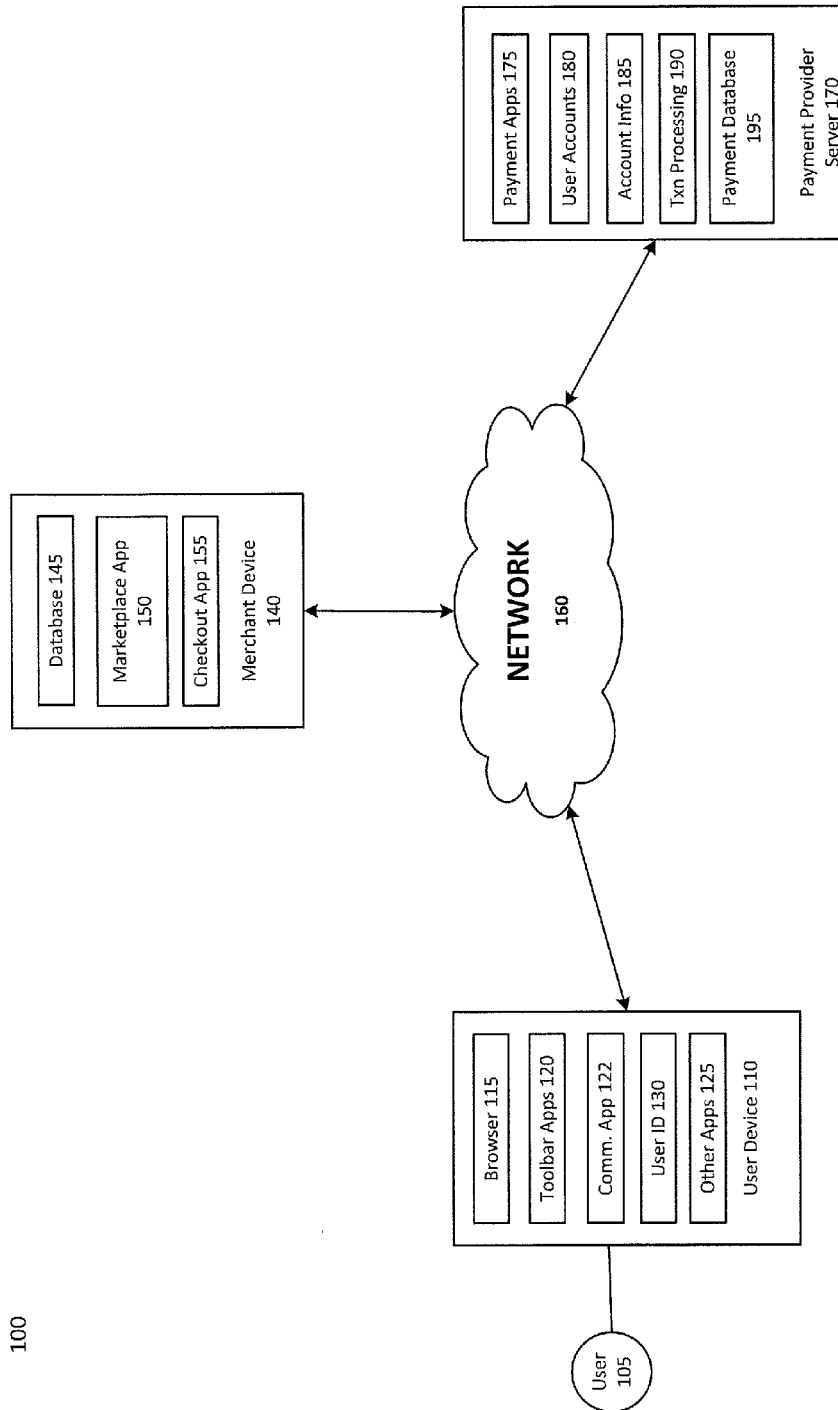 100
User
105
Browser 115
Toolbar Apps 120
Comm. App 122
User ID 130
Other Apps 125
User Device 110
Database 145
Marketplace App
150
Checkout App 155
Merchant Device
140
NETWORK
160
Payment Apps 175
User Accounts 180
Account Info 185
Txn Processing 190
Payment Database
195
Payment Provider
Server 170